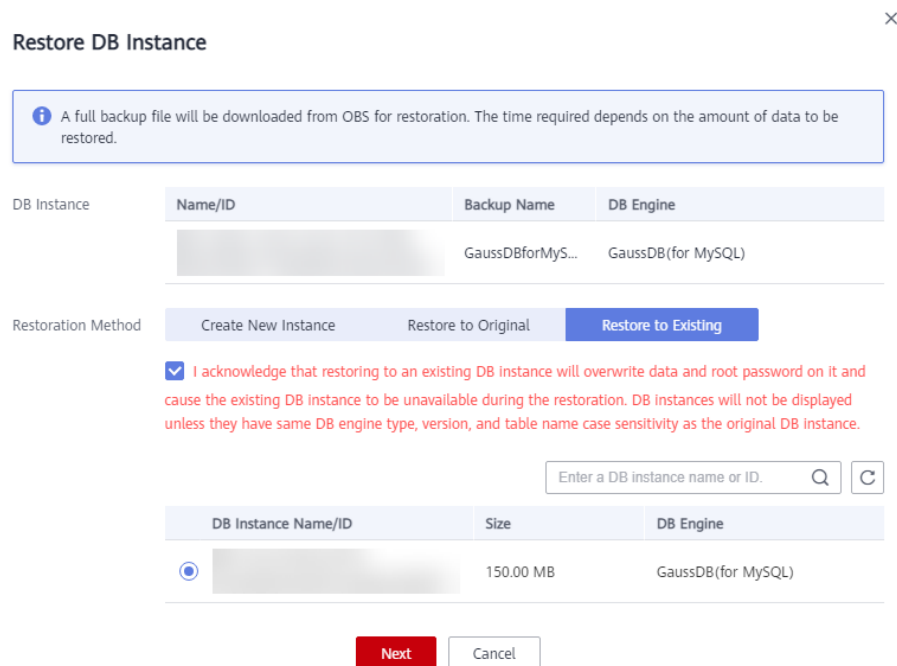 Restore DB Instance
A full backup file will be downloaded from OBS for restoration. The time required depends on the amount of data to be
restored.
DB Instance
Name/ID Backup Name DB Engine
GaussDBforMyS... GaussDB(for MySQL)
Restoration Method
Create New Instance Restore to Original Restore to Existing
I acknowledge that restoring to an existing DB instance will overwrite data and root password on it and
cause the existing DB instance to be unavailable during the restoration. DB instances will not be displayed
unless they have same DB engine type, version, and table name case sensitivity as the original DB instance.
Enter a DB instance name or ID.
DB Instance Name/ID Size DB Engine
150.00 MB GaussDB(for MySQL)
Next Cancel